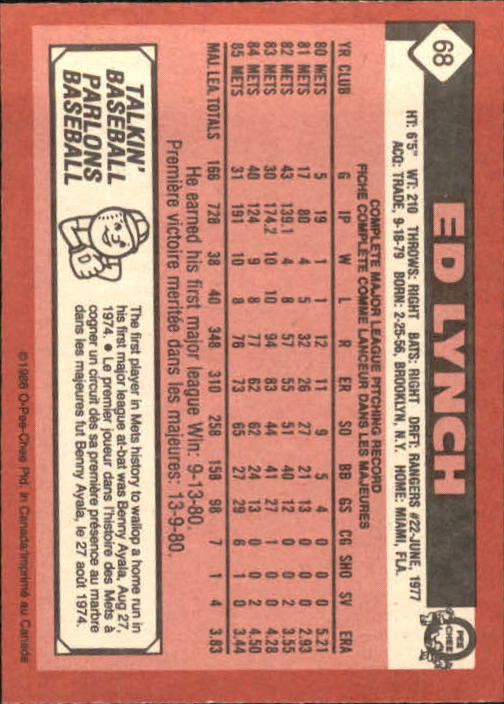 68
ED LYNCH
O PEE CHEE
HT: 6'5" WT: 210 THROWS: RIGHT BATS: RIGHT DRFT: RANGERS #22-JUNE, 1977
ACQ: TRADE, 9-18-79 BORN: 2-25-56, BROOKLYN, N.Y. HOME: MIAMI, FLA.
COMPLETE MAJOR LEAGUE PITCHING RECORD
FICHE COMPLÈTE COMME LANCEUR DANS LES MAJEURES
YR CLUB G IP W L R ER SO BB GS CG SHO SV ERA
80 METS 5 19 1 1 12 11 9 5 4 0 0 0 5.21
81 METS 17 80 4 5 32 26 27 21 13 0 0 0 2.93
82 METS 43 139.1 4 8 57 55 51 40 12 0 0 2 3.55
83 METS 30 174.2 10 10 94 83 44 41 27 1 0 0 4.28
84 METS 40 124 9 8 77 62 62 24 13 0 0 2 4.50
85 METS 31 191 10 8 76 73 65 27 29 6 1 0 3.44
MAJ. LEA. TOTALS 166 728 38 40 348 310 258 158 98 7 1 4 3.83
He earned his first major league Win: 9-13-80.
Première victoire meritée dans les majeures: 13-9-80.
TALKIN'
BASEBALL
PARLONS
BASEBALL
The first player in Mets history to wallop a home run in
his first major league at-bat was Benny Ayala, Aug 27,
1974. • Le premier joueur dans l'histoire des Mets à
cogner un circuit dès sa première présence au marbre
dans les majeures fut Benny Ayala, le 27 août 1974.
©1986 O-Pee-Chee Ptd. in Canada/Imprimé au Canada